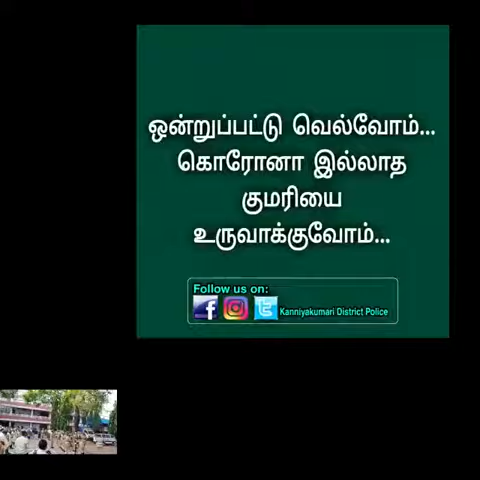 ஒன்றுப்பட்டு வெல்வோம்...
கொரோனா இல்லாத
குமரியை
உருவாக்குவோம்...
Follow us on:
Kanniyakumari District Police